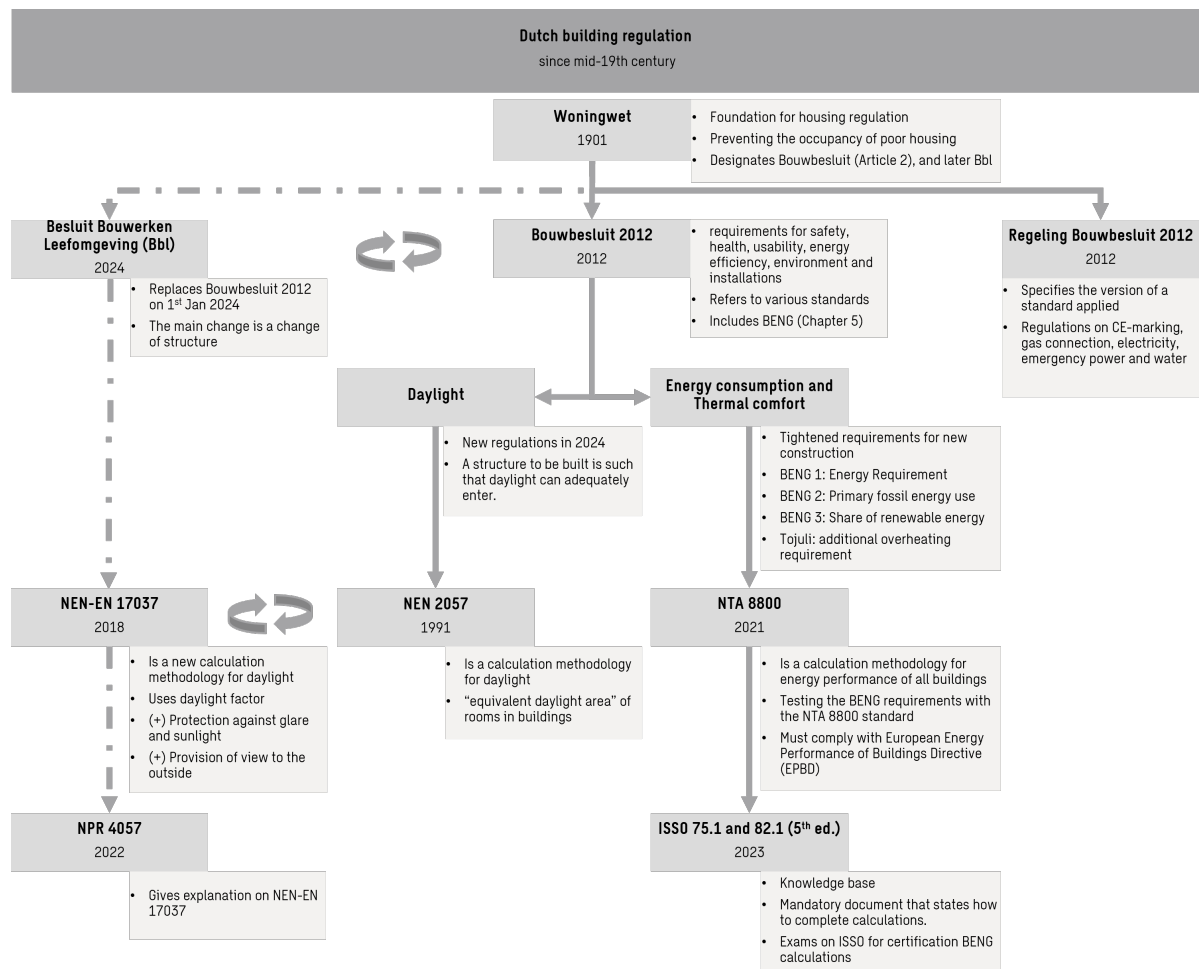 Dutch building regulation
since mid-19th century
Woningwet
1901
• Foundation for housing regulation
• Preventing the occupancy of poor housing
• Designates Bouwbesluit (Article 2), and later Bbl
Besluit Bouwerken
Leefomgeving (Bbl)
2024
• Replaces Bouwbesluit 2012
on 1st Jan 2024
• The main change is a change
of structure
Bouwbesluit 2012
2012
• requirements for safety,
health, usability, energy
efficiency, environment and
installations
• Refers to various standards
• Includes BENG (Chapter 5)
Regeling Bouwbesluit 2012
2012
• Specifies the version of a
standard applied
• Regulations on CE-marking,
gas connection, electricity,
emergency power and water
Daylight
• New regulations in 2024
• A structure to be built is such
that daylight can adequately
enter.
Energy consumption and
Thermal comfort
• Tightened requirements for new
construction
• BENG 1: Energy Requirement
• BENG 2: Primary fossil energy use
• BENG 3: Share of renewable energy
• Tojuli: additional overheating
requirement
NEN-EN 17037
2018
• Is a new calculation
methodology for daylight
• Uses daylight factor
• (+) Protection against glare
and sunlight
• (+) Provision of view to the
outside
NEN 2057
1991
• Is a calculation methodology
for daylight
• “equivalent daylight area” of
rooms in buildings
NTA 8800
2021
• Is a calculation methodology for
energy performance of all buildings
• Testing the BENG requirements with
the NTA 8800 standard
• Must comply with European Energy
Performance of Buildings Directive
(EPBD)
NPR 4057
2022
• Gives explanation on NEN-EN
17037
ISSO 75.1 and 82.1 (5th ed.)
2023
• Knowledge base
• Mandatory document that states how
to complete calculations.
• Exams on ISSO for certification BENG
calculations